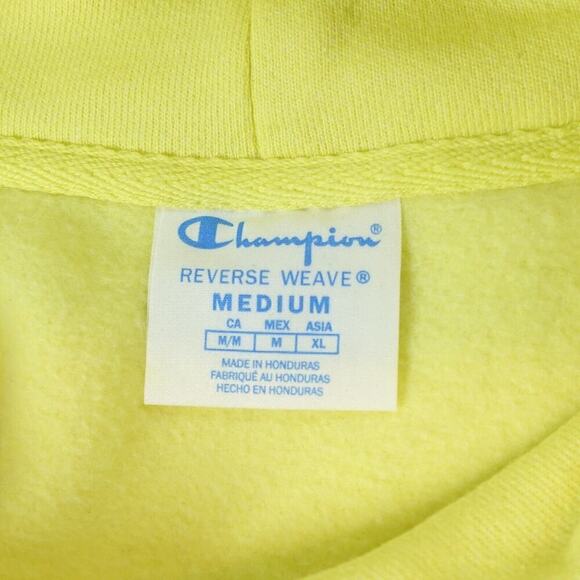 Champion®
REVERSE WEAVE®
MEDIUM
CA MEX ASIA
M/M M XL
MADE IN HONDURAS
FABRIQUÉ AU HONDURAS
HECHO EN HONDURAS